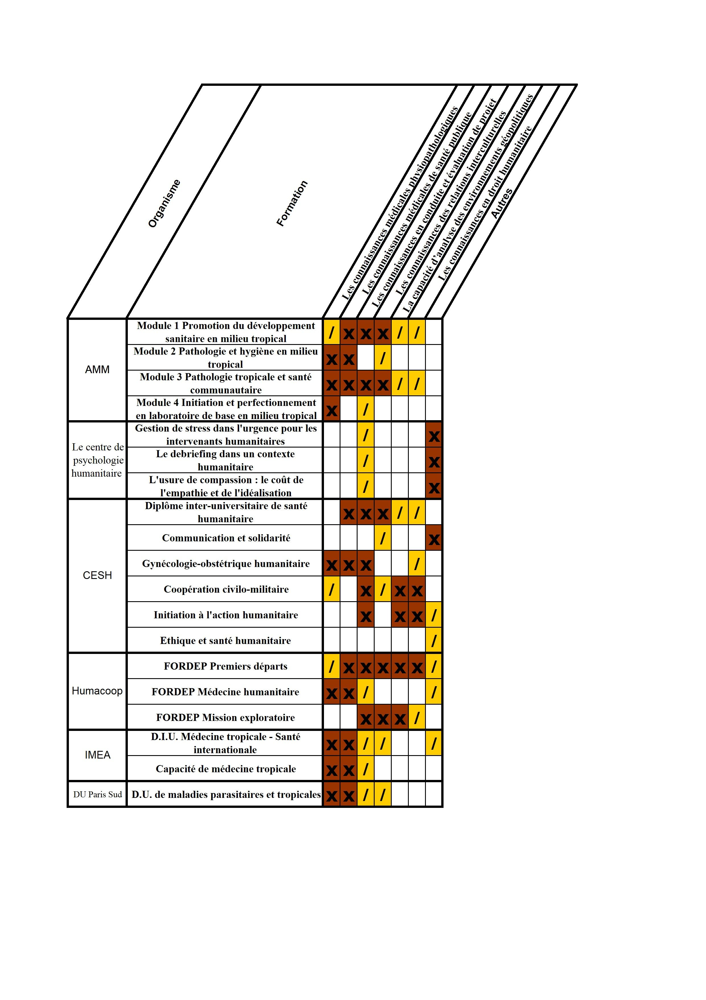 Organisme
Formation
Les connaissances médicales physiopathologiques
Les connaissances médicales de santé publique
Les connaissances en conduite et évaluation de projet
Les connaissances des relations interculturelles
La capacité d’analyse des environnements géopolitiques
Les connaissances en droit humanitaire
Autres
AMM
Module 1 Promotion du développement
sanitaire en milieu tropical
/ x x x / /
Module 2 Pathologie et hygiène en milieu
tropical
x x /
Module 3 Pathologie tropicale et santé
communautaire
x x x x / /
Module 4 Initiation et perfectionnement
en laboratoire de base en milieu tropical
x /
Le centre de
psychologie
humanitaire
Gestion de stress dans l'urgence pour les
intervenants humanitaires
/ x
Le debriefing dans un contexte
humanitaire
/ x
L'usure de compassion : le coût de
l'empathie et de l'idéalisation
/ x
CESH
Diplôme inter-universitaire de santé
humanitaire
x x x / /
Communication et solidarité
/ x
Gynécologie-obstétrique humanitaire
x x x /
Coopération civilo-militaire
/ x / x x
Initiation à l'action humanitaire
x x x /
Ethique et santé humanitaire
/
Humacoop
FORDEP Premiers départs
/ x x x x x /
FORDEP Médecine humanitaire
x x / /
FORDEP Mission exploratoire
x x x /
IMEA
D.I.U. Médecine tropicale - Santé
internationale
x x / / /
Capacité de médecine tropicale
x x /
DU Paris Sud
D.U. de maladies parasitaires et tropicales
x x / /